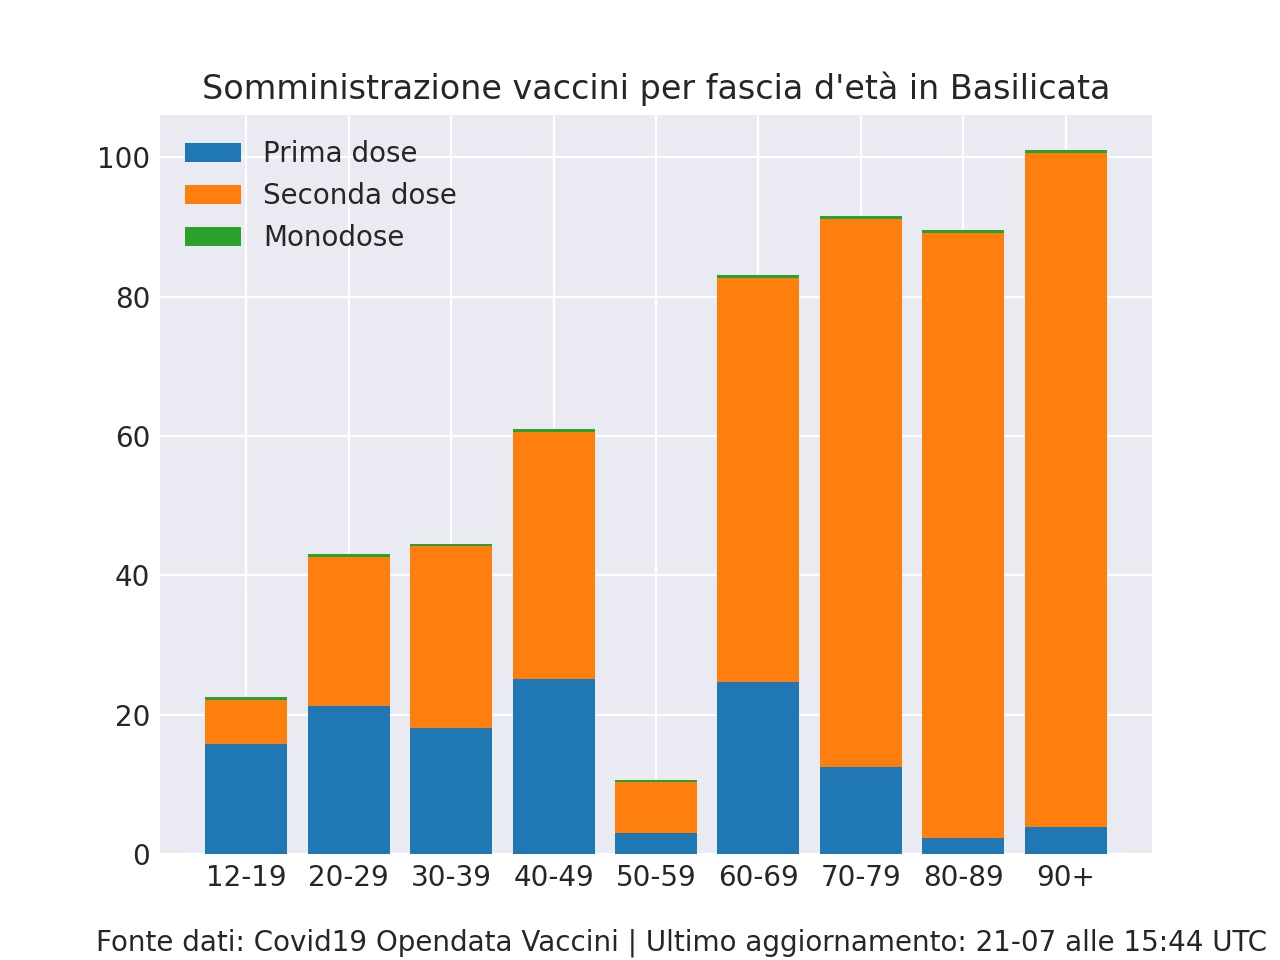 Somministrazione vaccini per fascia d'età in Basilicata
Prima dose
Seconda dose
Monodose
100
80
60
40
20
0
12-19 20-29 30-39 40-49 50-59 60-69 70-79 80-89 90+
Fonte dati: Covid19 Opendata Vaccini | Ultimo aggiornamento: 21-07 alle 15:44 UTC